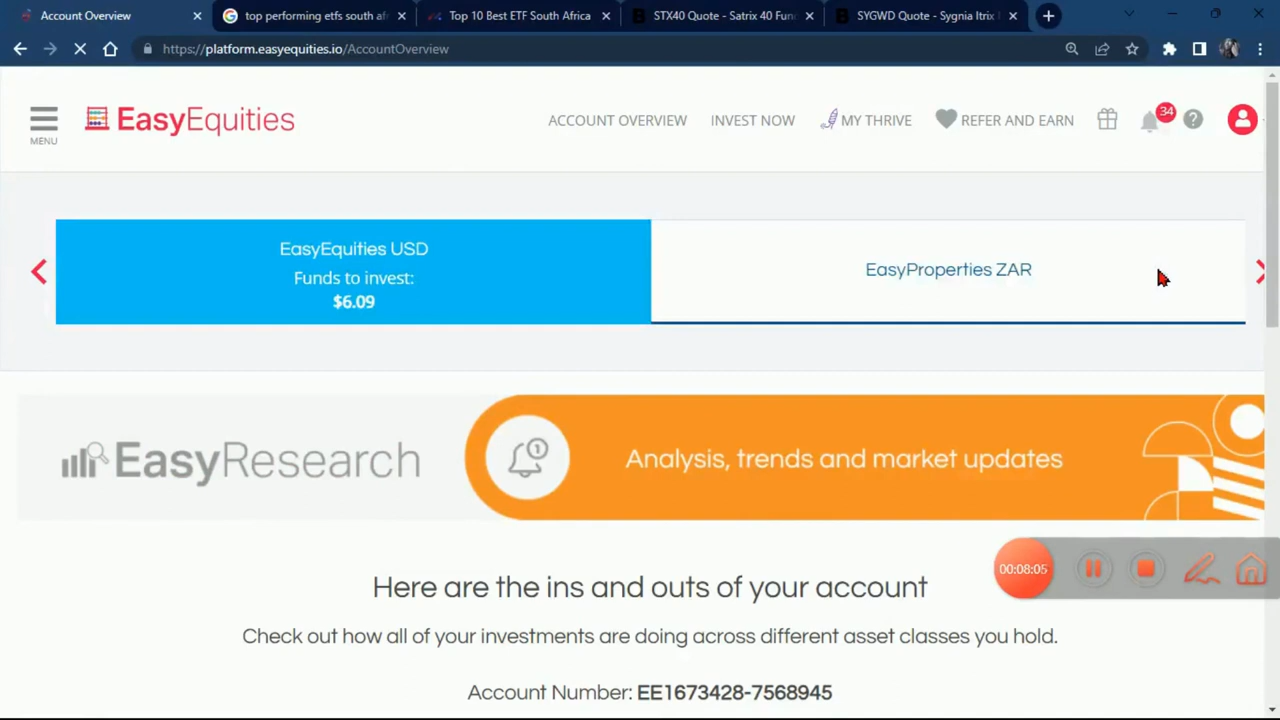 Account Overview
top performing etfs south af
Top 10 Best ETF South Africa
STX40 Quote - Satrix 40 Fun
SYGWD Quote - Sygnia Itrix
https://platform.easyequities.io/AccountOverview
MENU
EasyEquities
ACCOUNT OVERVIEW
INVEST NOW
MY THRIVE
REFER AND EARN
34
EasyEquities USD
Funds to invest:
$6.09
EasyProperties ZAR
EasyResearch
1
Analysis, trends and market updates
00:08:05
Here are the ins and outs of your account
Check out how all of your investments are doing across different asset classes you hold.
Account Number: EE1673428-7568945